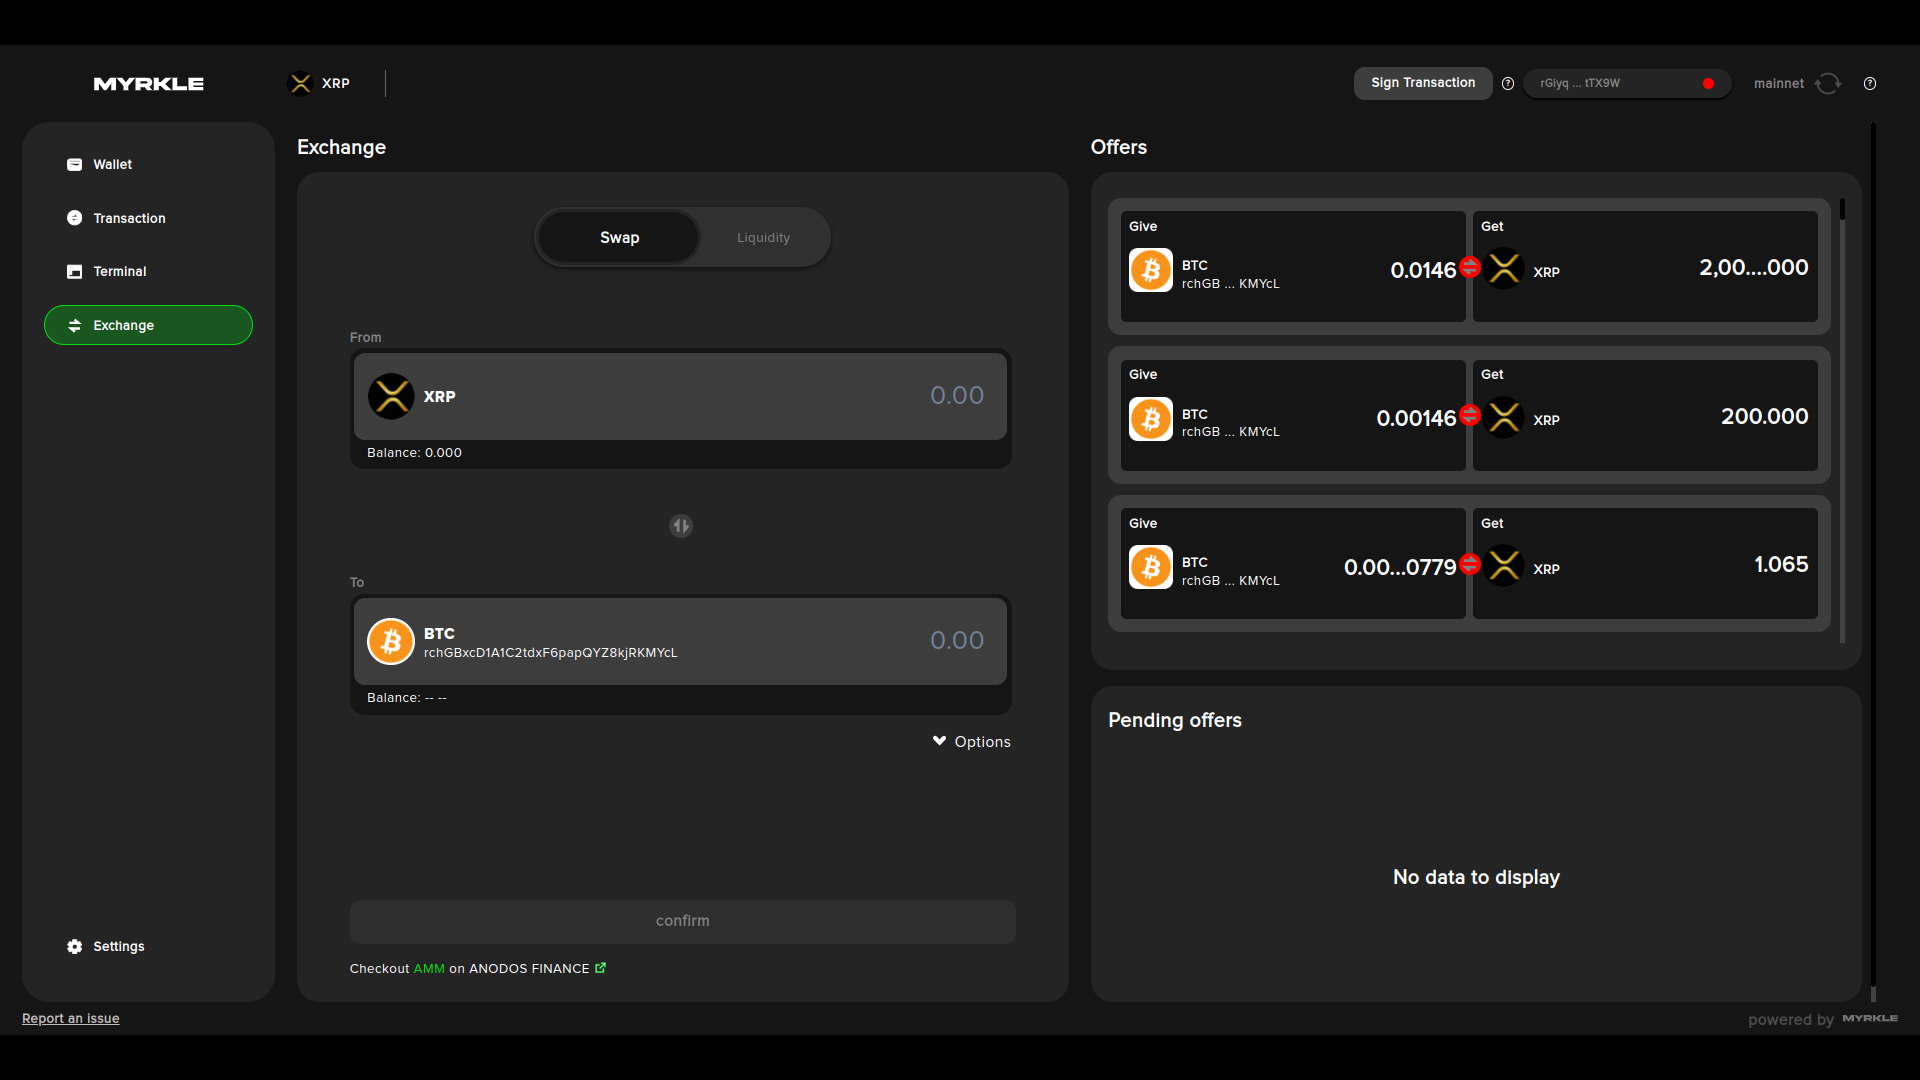 MYRKLE
XRP
Sign Transaction
rGiyq ... tTX9W
mainnet
Wallet
Transaction
Terminal
Exchange
Settings
Report an issue
Exchange
Swap
Liquidity
From
XRP
0.00
Balance: 0.000
To
BTC
rchGBxcD1A1C2tdxF6papQYZ8kjRKMYcL
0.00
Balance: -- --
Options
confirm
Checkout AMM on ANODOS FINANCE
Offers
Give
BTC
rchGB ... KMYcL
0.0146
Get
XRP
2,00....000
Give
BTC
rchGB ... KMYcL
0.00146
Get
XRP
200.000
Give
BTC
rchGB ... KMYcL
0.00...0779
Get
XRP
1.065
Pending offers
No data to display
powered by MYRKLE